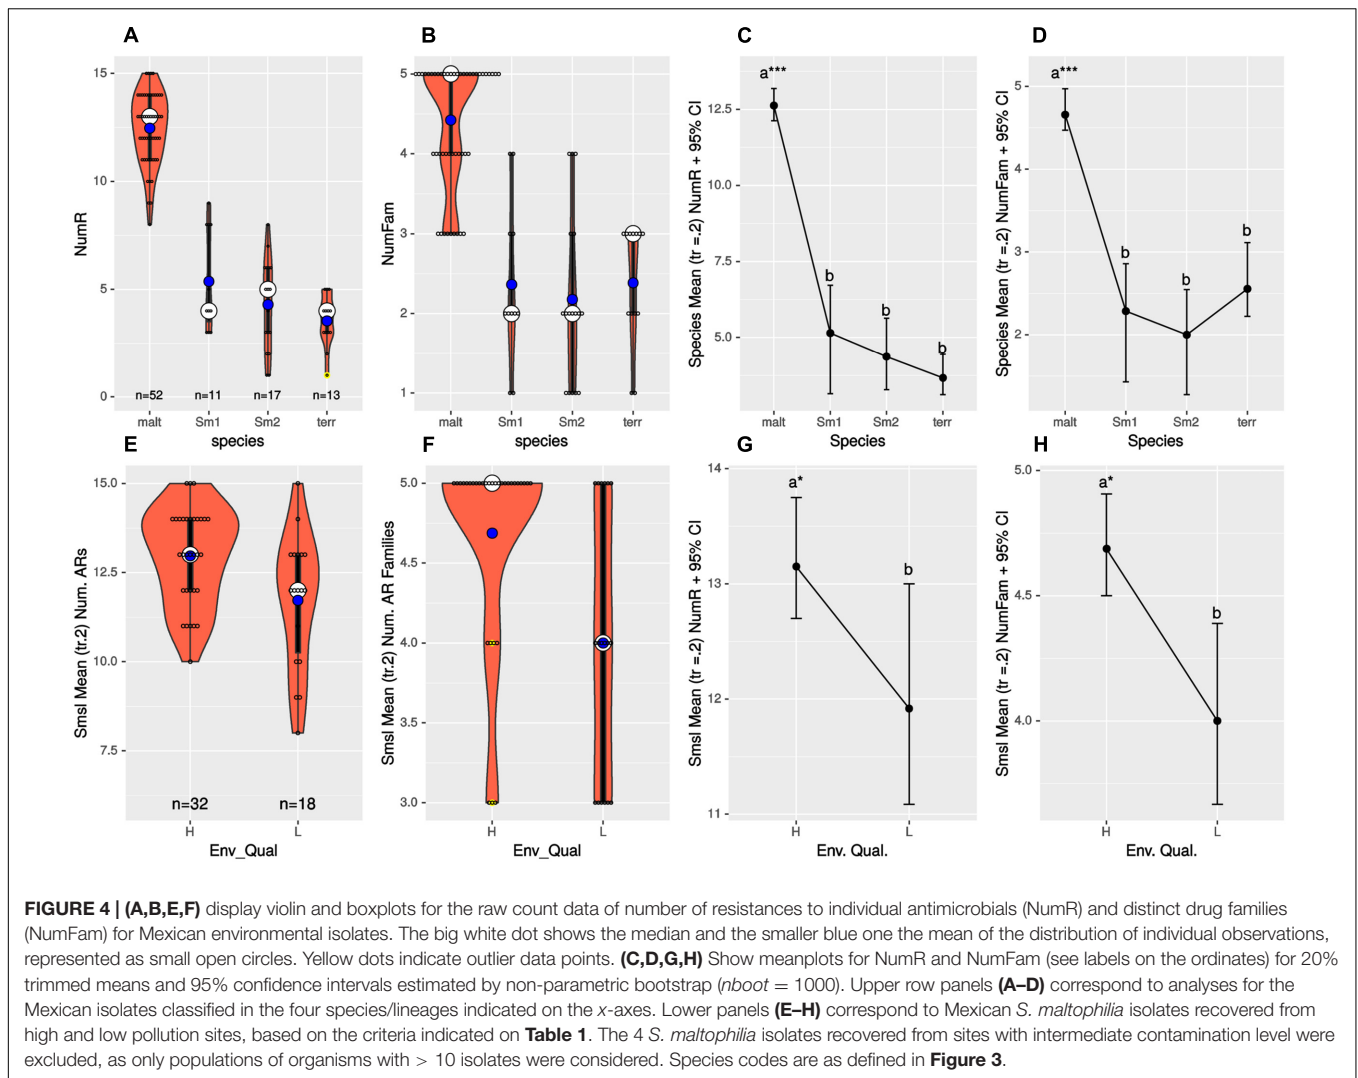 A
B
C
D
NumR
15
10
5
0
n=52
n=11
n=17
n=13
malt
Sm1
Sm2
terr
species
NumFam
5
4
3
2
1
malt
Sm1
Sm2
terr
species
Species Mean (tr =.2) NumR + 95% CI
12.5
10.0
7.5
5.0
a***
b
b
b
malt
Sm1
Sm2
terr
Species
Species Mean (tr =.2) NumFam + 95% CI
5
4
3
2
a***
b
b
b
malt
Sm1
Sm2
terr
Species
E
F
G
H
Smsl Mean (tr.2) Num. ARs
15.0
12.5
10.0
7.5
n=32
n=18
H
L
Env_Qual
Smsl Mean (tr.2) Num. AR Families
5.0
4.5
4.0
3.5
3.0
H
L
Env_Qual
Smsl Mean (tr =.2) NumR + 95% CI
14
13
12
11
a*
b
H
L
Env. Qual.
Smsl Mean (tr =.2) NumFam + 95% CI
5.0
4.5
4.0
a*
b
H
L
Env. Qual.
FIGURE 4 | (A,B,E,F) display violin and boxplots for the raw count data of number of resistances to individual antimicrobials (NumR) and distinct drug families
(NumFam) for Mexican environmental isolates. The big white dot shows the median and the smaller blue one the mean of the distribution of individual observations,
represented as small open circles. Yellow dots indicate outlier data points. (C,D,G,H) Show meanplots for NumR and NumFam (see labels on the ordinates) for 20%
trimmed means and 95% confidence intervals estimated by non-parametric bootstrap (nboot = 1000). Upper row panels (A–D) correspond to analyses for the
Mexican isolates classified in the four species/lineages indicated on the x-axes. Lower panels (E–H) correspond to Mexican S. maltophilia isolates recovered from
high and low pollution sites, based on the criteria indicated on Table 1. The 4 S. maltophilia isolates recovered from sites with intermediate contamination level were
excluded, as only populations of organisms with > 10 isolates were considered. Species codes are as defined in Figure 3.